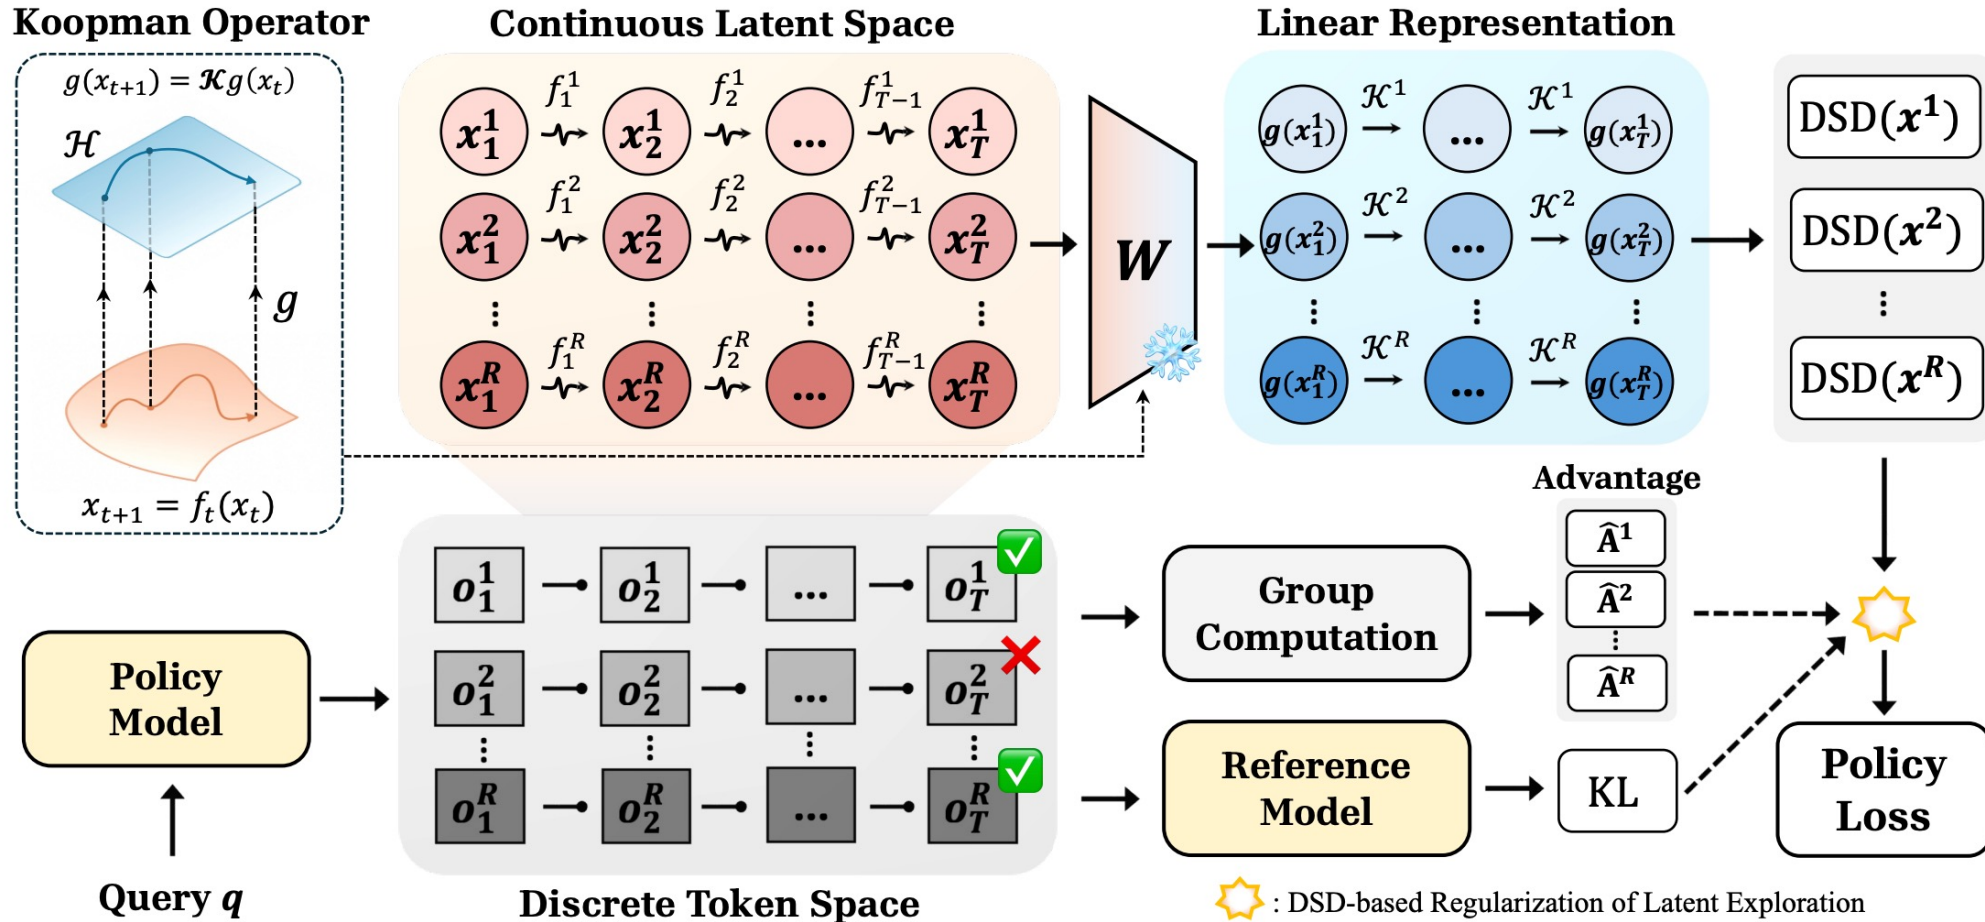 Koopman Operator
g(x_{t+1}) = 𝒦g(x_t)
ℋ
g
x_{t+1} = f_t(x_t)
Continuous Latent Space
f_1^1 f_2^1 f_{T−1}^1
x_1^1 x_2^1 ... x_T^1
f_1^2 f_2^2 f_{T−1}^2
x_1^2 x_2^2 ... x_T^2
⋮ ⋮ ⋮ ⋮
f_1^R f_2^R f_{T−1}^R
x_1^R x_2^R ... x_T^R
W
Linear Representation
𝒦^1 𝒦^1
g(x_1^1) ... g(x_T^1)
𝒦^2 𝒦^2
g(x_1^2) ... g(x_T^2)
⋮ ⋮ ⋮
𝒦^R 𝒦^R
g(x_1^R) ... g(x_T^R)
DSD(x^1)
DSD(x^2)
⋮
DSD(x^R)
Policy
Model
Query q
o_1^1 o_2^1 ... o_T^1
o_1^2 o_2^2 ... o_T^2
⋮ ⋮ ⋮ ⋮
o_1^R o_2^R ... o_T^R
Discrete Token Space
Group
Computation
Reference
Model
Advantage
Â^1
Â^2
⋮
Â^R
KL
Policy
Loss
: DSD-based Regularization of Latent Exploration